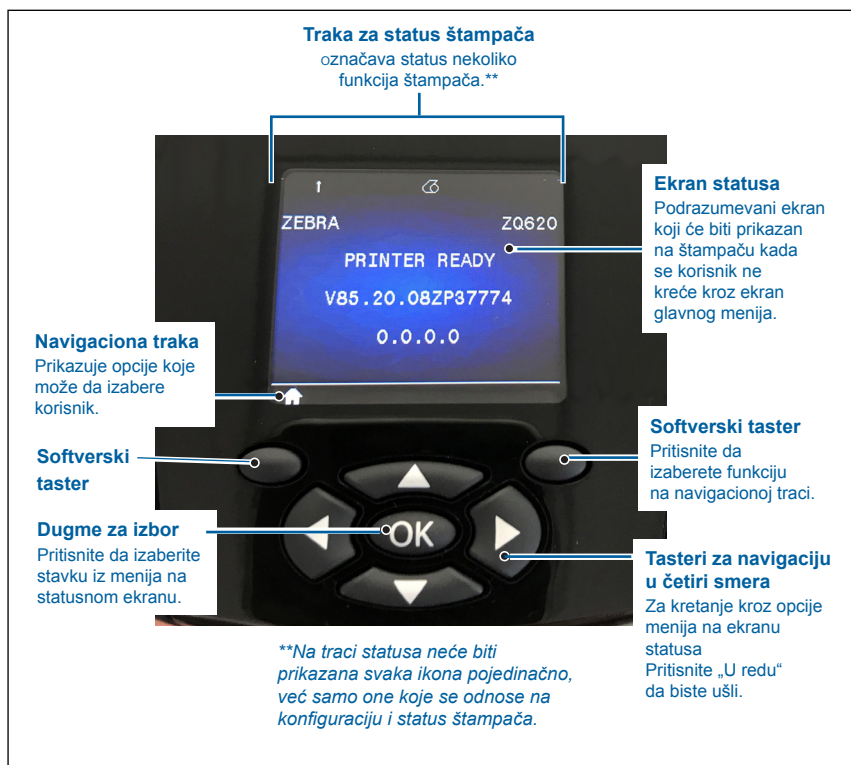 Traka za status štampača
označava status nekoliko
funkcija štampača.**
ZEBRA ZQ620
PRINTER READY
V85.20.08ZP37774
0.0.0.0
Ekran statusa
Podrazumevani ekran
koji će biti prikazan
na štampaču kada
se korisnik ne
kreće kroz ekran
glavnog menija.
Navigaciona traka
Prikazuje opcije koje
može da izabere
korisnik.
Softverski
taster
Softverski taster
Pritisnite da
izaberete funkciju
na navigacionoj traci.
Dugme za izbor
Pritisnite da izaberite
stavku iz menija na
statusnom ekranu.
OK
Tasteri za navigaciju
u četiri smera
Za kretanje kroz opcije
menija na ekranu
statusa
Pritisnite „U redu“
da biste ušli.
**Na traci statusa neće biti
prikazana svaka ikona pojedinačno,
već samo one koje se odnose na
konfiguraciju i status štampača.